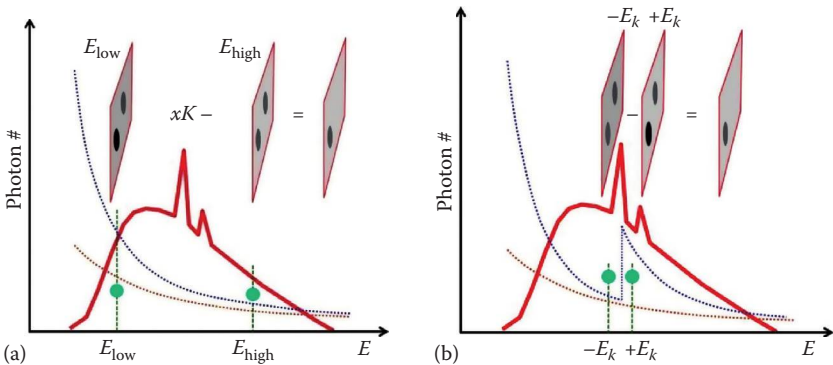 E_low
E_high
xK –
=
Photon #
E_low
E_high
E
(a)
–E_k +E_k
–
=
Photon #
–E_k +E_k
E
(b)